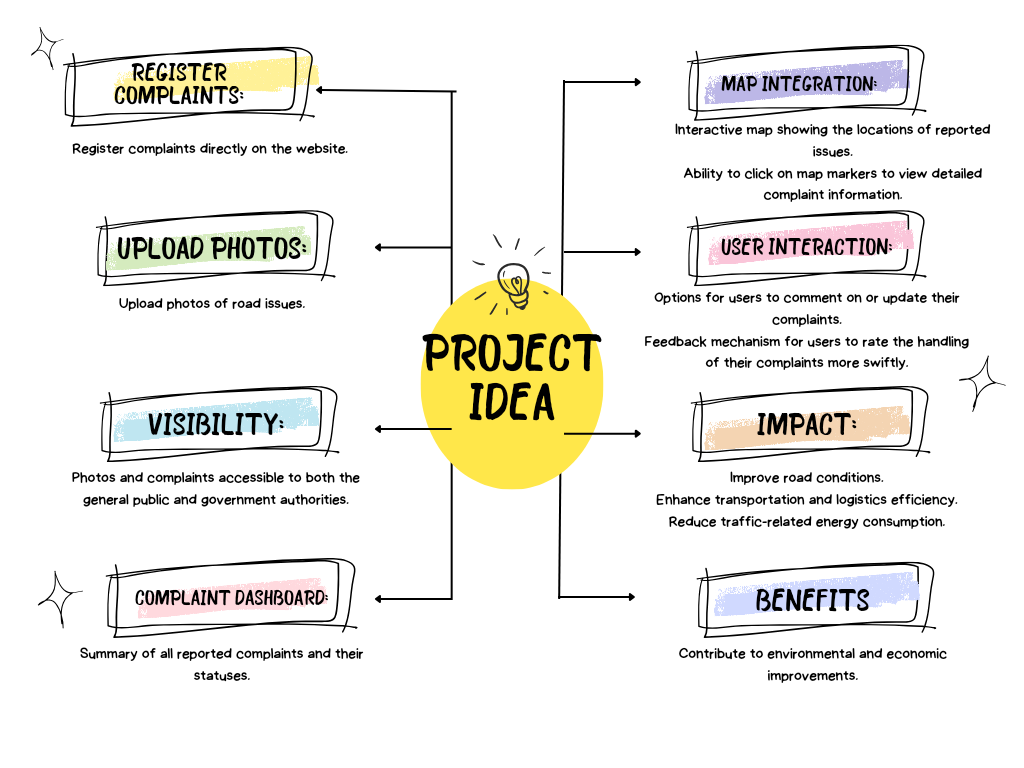 REGISTER
COMPLAINTS:
Register complaints directly on the website.
UPLOAD PHOTOS:
Upload photos of road issues.
VISIBILITY:
Photos and complaints accessible to both the
general public and government authorities.
COMPLAINT DASHBOARD:
Summary of all reported complaints and their
statuses.
PROJECT
IDEA
MAP INTEGRATION:
Interactive map showing the locations of reported
issues.
Ability to click on map markers to view detailed
complaint information.
USER INTERACTION:
Options for users to comment on or update their
complaints.
Feedback mechanism for users to rate the handling
of their complaints more swiftly.
IMPACT:
Improve road conditions.
Enhance transportation and logistics efficiency.
Reduce traffic-related energy consumption.
BENEFITS
Contribute to environmental and economic
improvements.